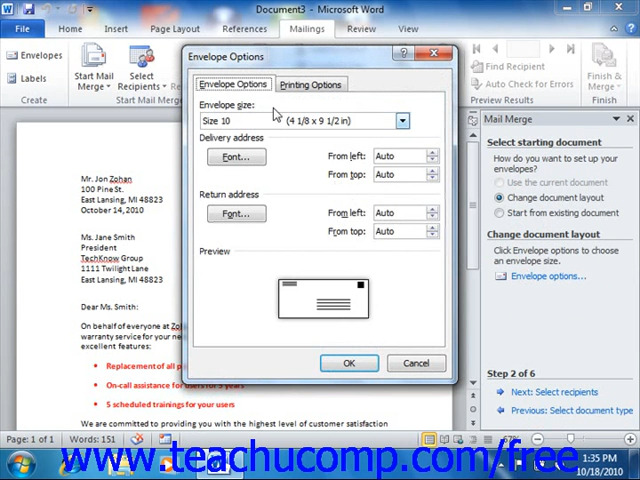 Document3 - Microsoft Word
File Home Insert Page Layout References Mailings Review View
Envelopes
Labels
Start Mail Merge
Select Recipients
Find Recipient
Auto Check for Errors
Preview Results
Finish & Merge
Finish
Envelope Options
Envelope Options Printing Options
Envelope size:
Size 10 (4 1/8 x 9 1/2 in)
Delivery address
Font... From left: Auto
From top: Auto
Return address
Font... From left: Auto
From top: Auto
Preview
OK Cancel
Mr. Jon Zohan
100 Pine St.
East Lansing, MI 48823
October 14, 2010
Ms. Jane Smith
President
TechKnow Group
1111 Twilight Lane
East Lansing, MI 48823
Dear Ms. Smith:
On behalf of everyone at
warranty service for your
excellent features:
Replacement of all
On-call assistance for users for 5 years
5 scheduled trainings for your users
We are committed to providing you with the highest level of customer satisfaction
Mail Merge
Select starting document
How do you want to set up your envelopes?
Use the current document
Change document layout
Start from existing document
Change document layout
Click Envelope options to choose an envelope size.
Envelope options...
Step 2 of 6
Next: Select recipients
Previous: Select document type
Page: 1 of 1 Words: 151 67%
www.teachucomp.com/free
1:35 PM
10/18/2010